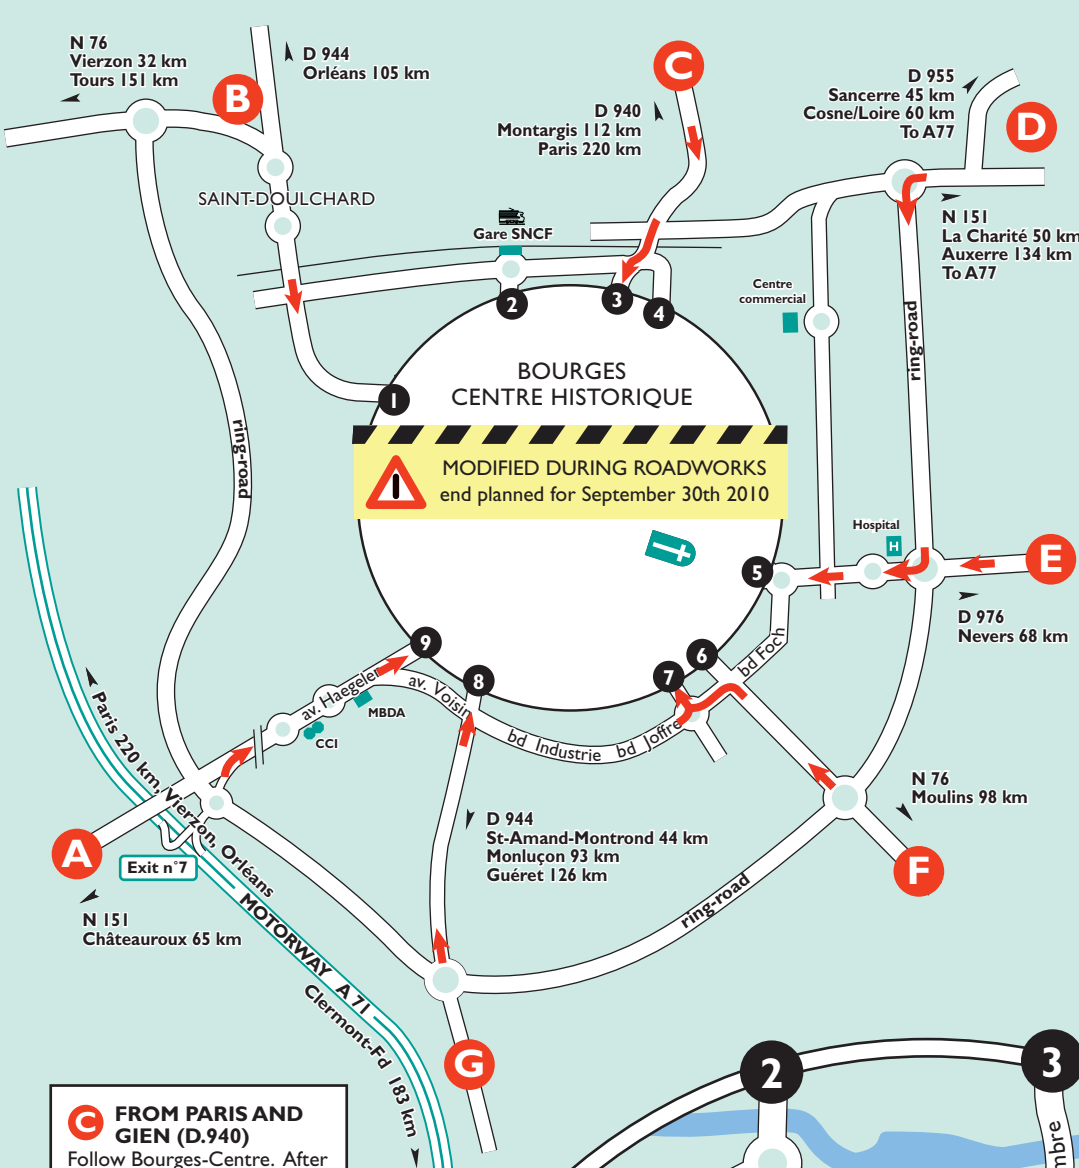 N 76
Vierzon 32 km
Tours 151 km
B
D 944
Orléans 105 km
C
D 940
Montargis 112 km
Paris 220 km
D 955
Sancerre 45 km
Cosne/Loire 60 km
To A77
D
SAINT-DOULCHARD
Gare SNCF
N 151
La Charité 50 km
Auxerre 134 km
To A77
Centre
commercial
2
3
4
1
ring-road
BOURGES
CENTRE HISTORIQUE
MODIFIED DURING ROADWORKS
end planned for September 30th 2010
ring-road
Hospital
H
5
E
D 976
Nevers 68 km
9
6
7
8
bd Foch
av. Haegelen
av. Voisin
MBDA
CCI
bd Industrie
bd Joffre
Paris 220 km, Vierzon, Orléans
A
Exit n°7
N 151
Châteauroux 65 km
D 944
St-Amand-Montrond 44 km
Monluçon 93 km
Guéret 126 km
N 76
Moulins 98 km
F
ring-road
MOTORWAY A 71
Clermont-Fd 183 km
G
2
3
C
FROM PARIS AND
GIEN (D.940)
Follow Bourges-Centre. After
mbre